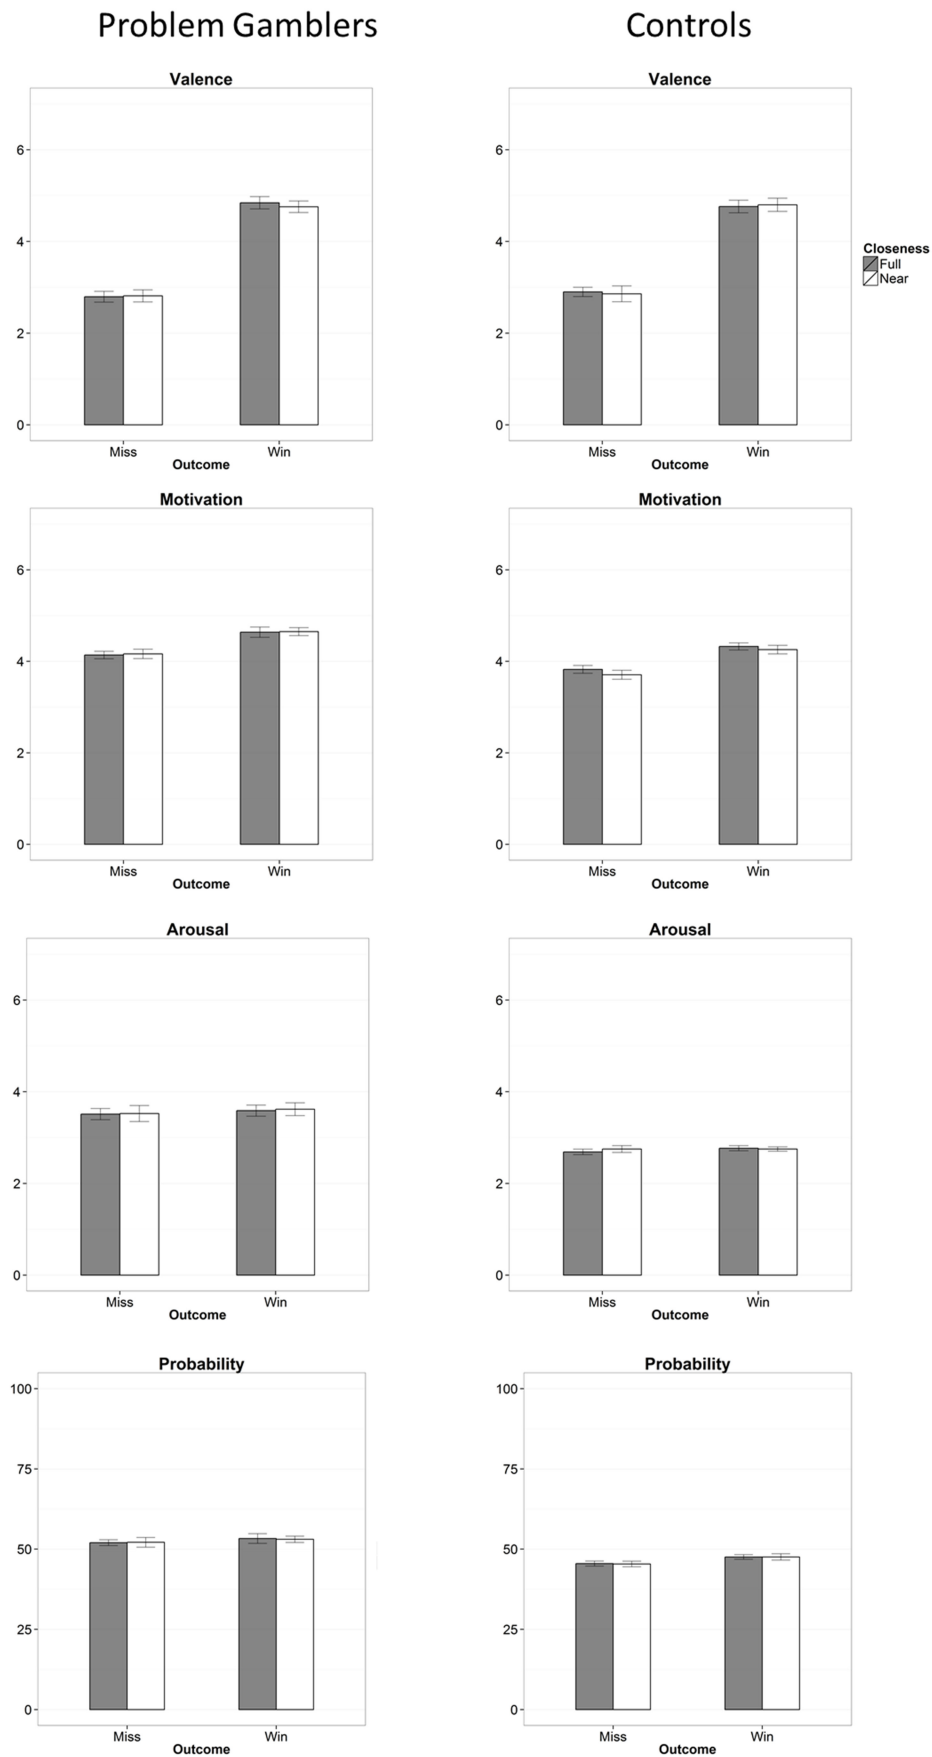 Problem Gamblers Controls
Valence Valence
6 6
4 4
2 2
0 0
Closeness
Full
Near
Miss Win Miss Win
Outcome Outcome
Motivation Motivation
6 6
4 4
2 2
0 0
Miss Win Miss Win
Outcome Outcome
Arousal Arousal
6 6
4 4
2 2
0 0
Miss Win Miss Win
Outcome Outcome
Probability Probability
100 100
75 75
50 50
25 25
0 0
Miss Win Miss Win
Outcome Outcome